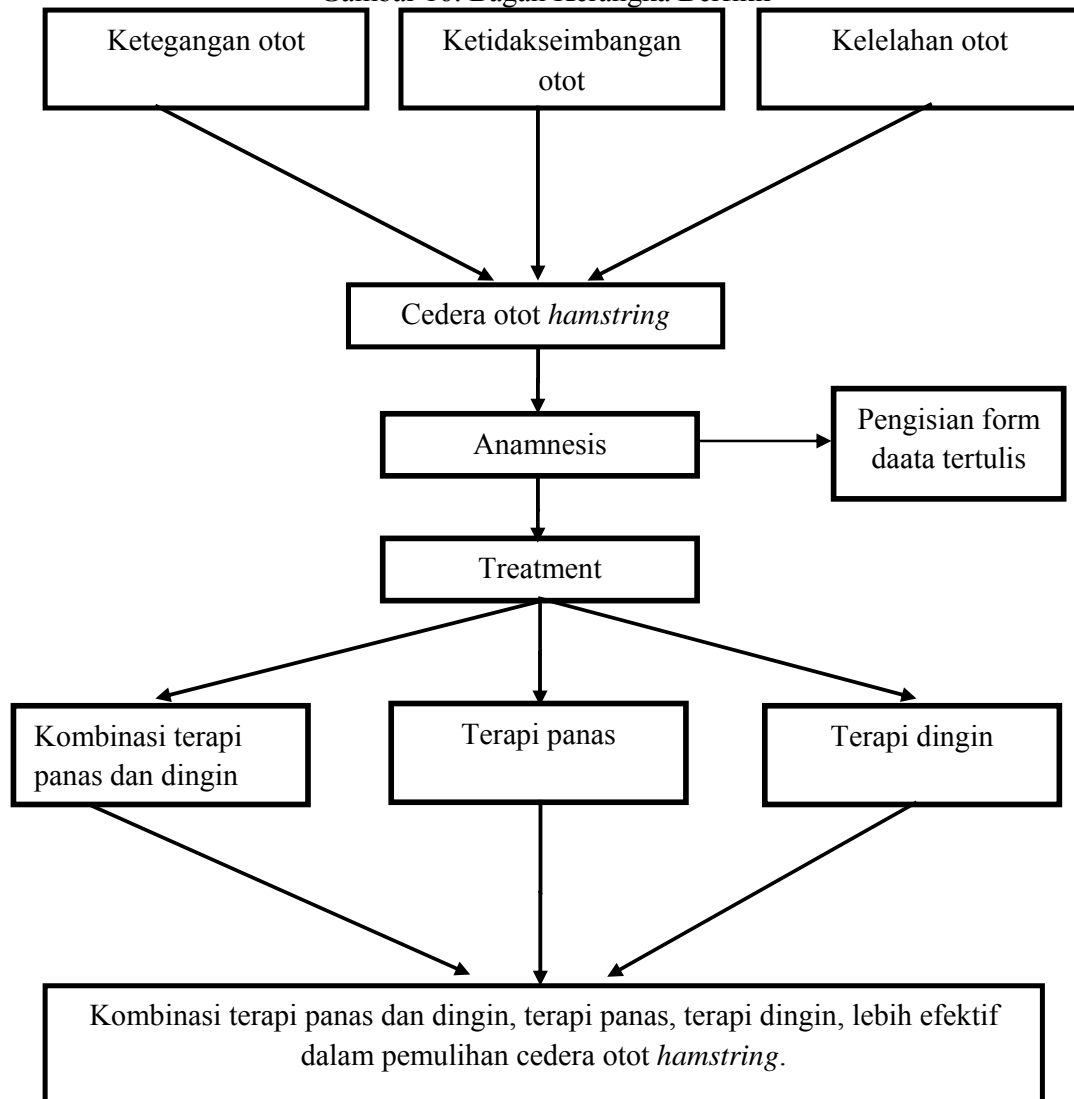 Ketegangan otot
Ketidakseimbangan
otot
Kelelahan otot
Cedera otot hamstring
Anamnesis
Pengisian form
daata tertulis
Treatment
Kombinasi terapi
panas dan dingin
Terapi panas
Terapi dingin
Kombinasi terapi panas dan dingin, terapi panas, terapi dingin, lebih efektif
dalam pemulihan cedera otot hamstring.